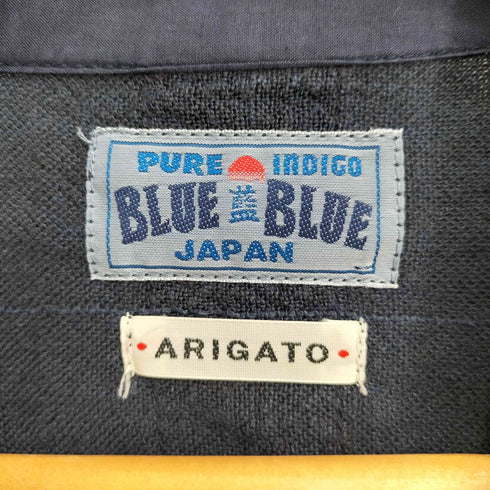 PURE INDIGO
BLUE 藍 BLUE
JAPAN
• ARIGATO •